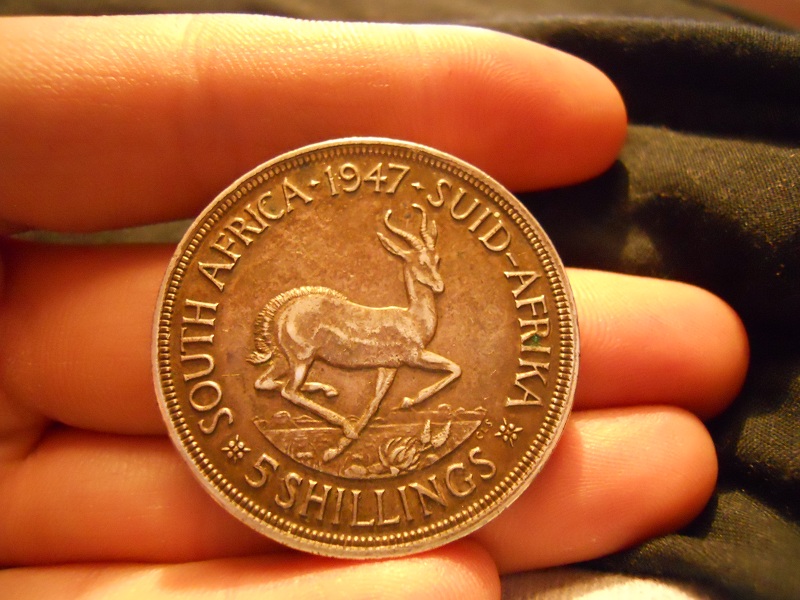 SOUTH AFRICA · 1947 · SUID-AFRIKA
5 SHILLINGS